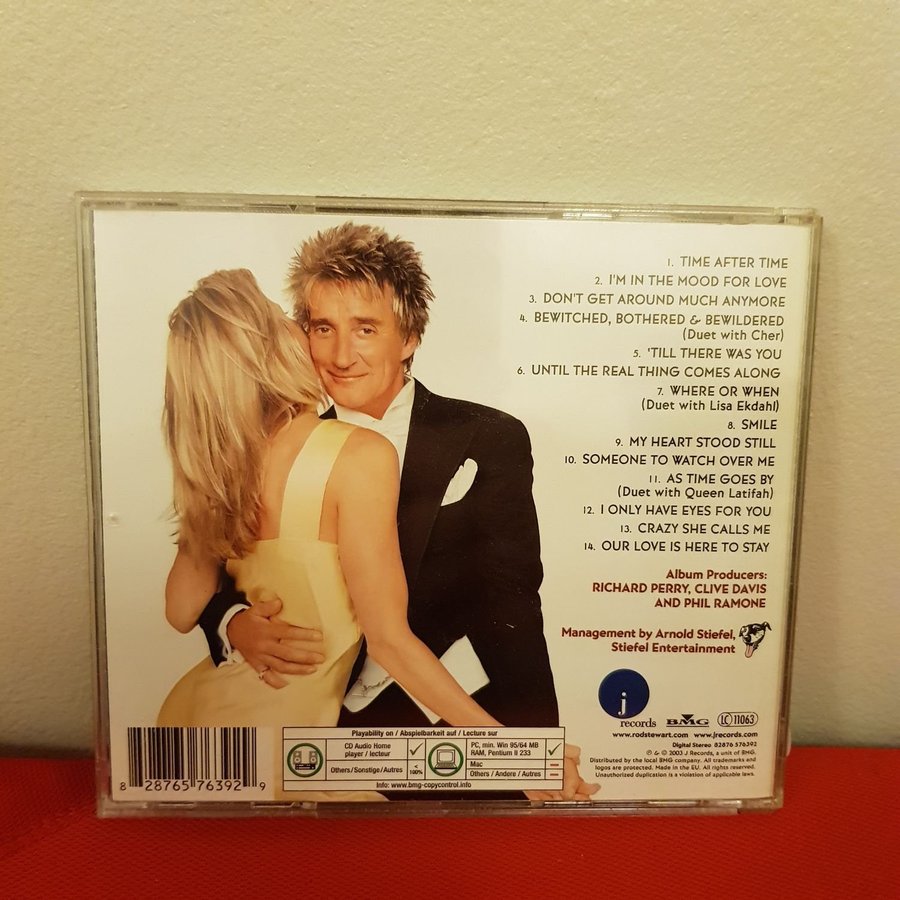 1. TIME AFTER TIME
2. I'M IN THE MOOD FOR LOVE
3. DON'T GET AROUND MUCH ANYMORE
4. BEWITCHED, BOTHERED & BEWILDERED
(Duet with Cher)
5. 'TILL THERE WAS YOU
6. UNTIL THE REAL THING COMES ALONG
7. WHERE OR WHEN
(Duet with Lisa Ekdahl)
8. SMILE
9. MY HEART STOOD STILL
10. SOMEONE TO WATCH OVER ME
11. AS TIME GOES BY
(Duet with Queen Latifah)
12. I ONLY HAVE EYES FOR YOU
13. CRAZY SHE CALLS ME
14. OUR LOVE IS HERE TO STAY
Album Producers:
RICHARD PERRY, CLIVE DAVIS
AND PHIL RAMONE
Management by Arnold Stiefel,
Stiefel Entertainment
j
records
BMG
LC 11063
www.rodstewart.com www.jrecords.com
Digital Stereo 82876 576392
℗ & © 2003 J Records, a unit of BMG.
Distributed by the local BMG company. All trademarks and
logos are protected. Made in the EU. All rights reserved.
Unauthorized duplication is a violation of applicable laws.
8 28765 76392 9
Playability on / Abspielbarkeit auf / Lecture sur
CD Audio Home
player / lecteur
✓
Others/Sonstige/Autres
< 100%
PC, min. Win 95/64 MB
RAM, Pentium II 233
✓
Mac
–
Others / Andere / Autres
–
Info: www.bmg-copycontrol.info